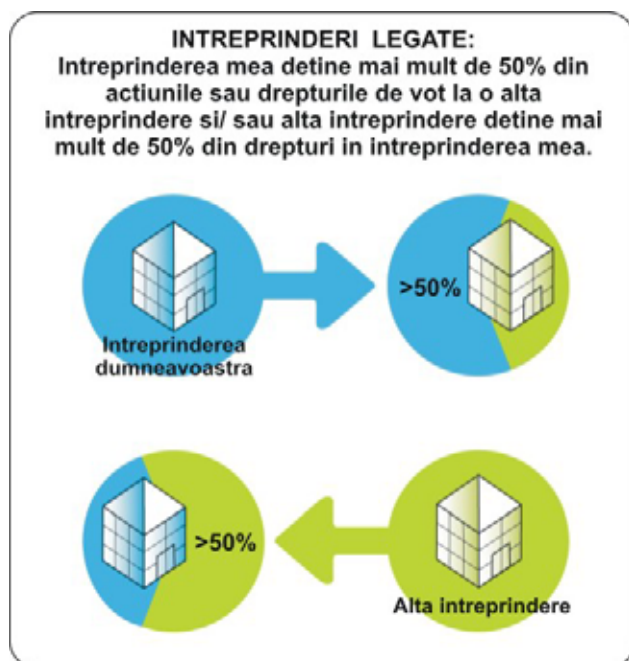 INTREPRINDERI LEGATE:
Intreprinderea mea detine mai mult de 50% din
actiunile sau drepturile de vot la o alta
intreprindere si/ sau alta intreprindere detine mai
mult de 50% din drepturi in intreprinderea mea.
>50%
Intreprinderea
dumneavoastra
>50%
Alta intreprindere